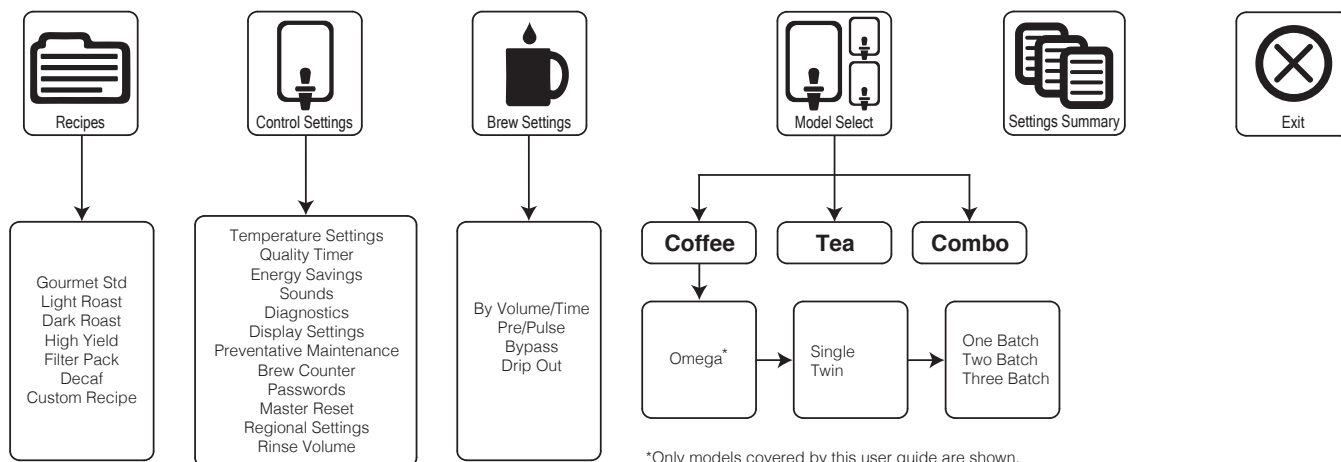 Recipes
Control Settings
Brew Settings
Model Select
Settings Summary
Exit
Gourmet Std
Light Roast
Dark Roast
High Yield
Filter Pack
Decaf
Custom Recipe
Temperature Settings
Quality Timer
Energy Savings
Sounds
Diagnostics
Display Settings
Preventative Maintenance
Brew Counter
Passwords
Master Reset
Regional Settings
Rinse Volume
By Volume/Time
Pre/Pulse
Bypass
Drip Out
Coffee
Tea
Combo
Omega*
Single
Twin
One Batch
Two Batch
Three Batch
*Only models covered by this user guide are shown.